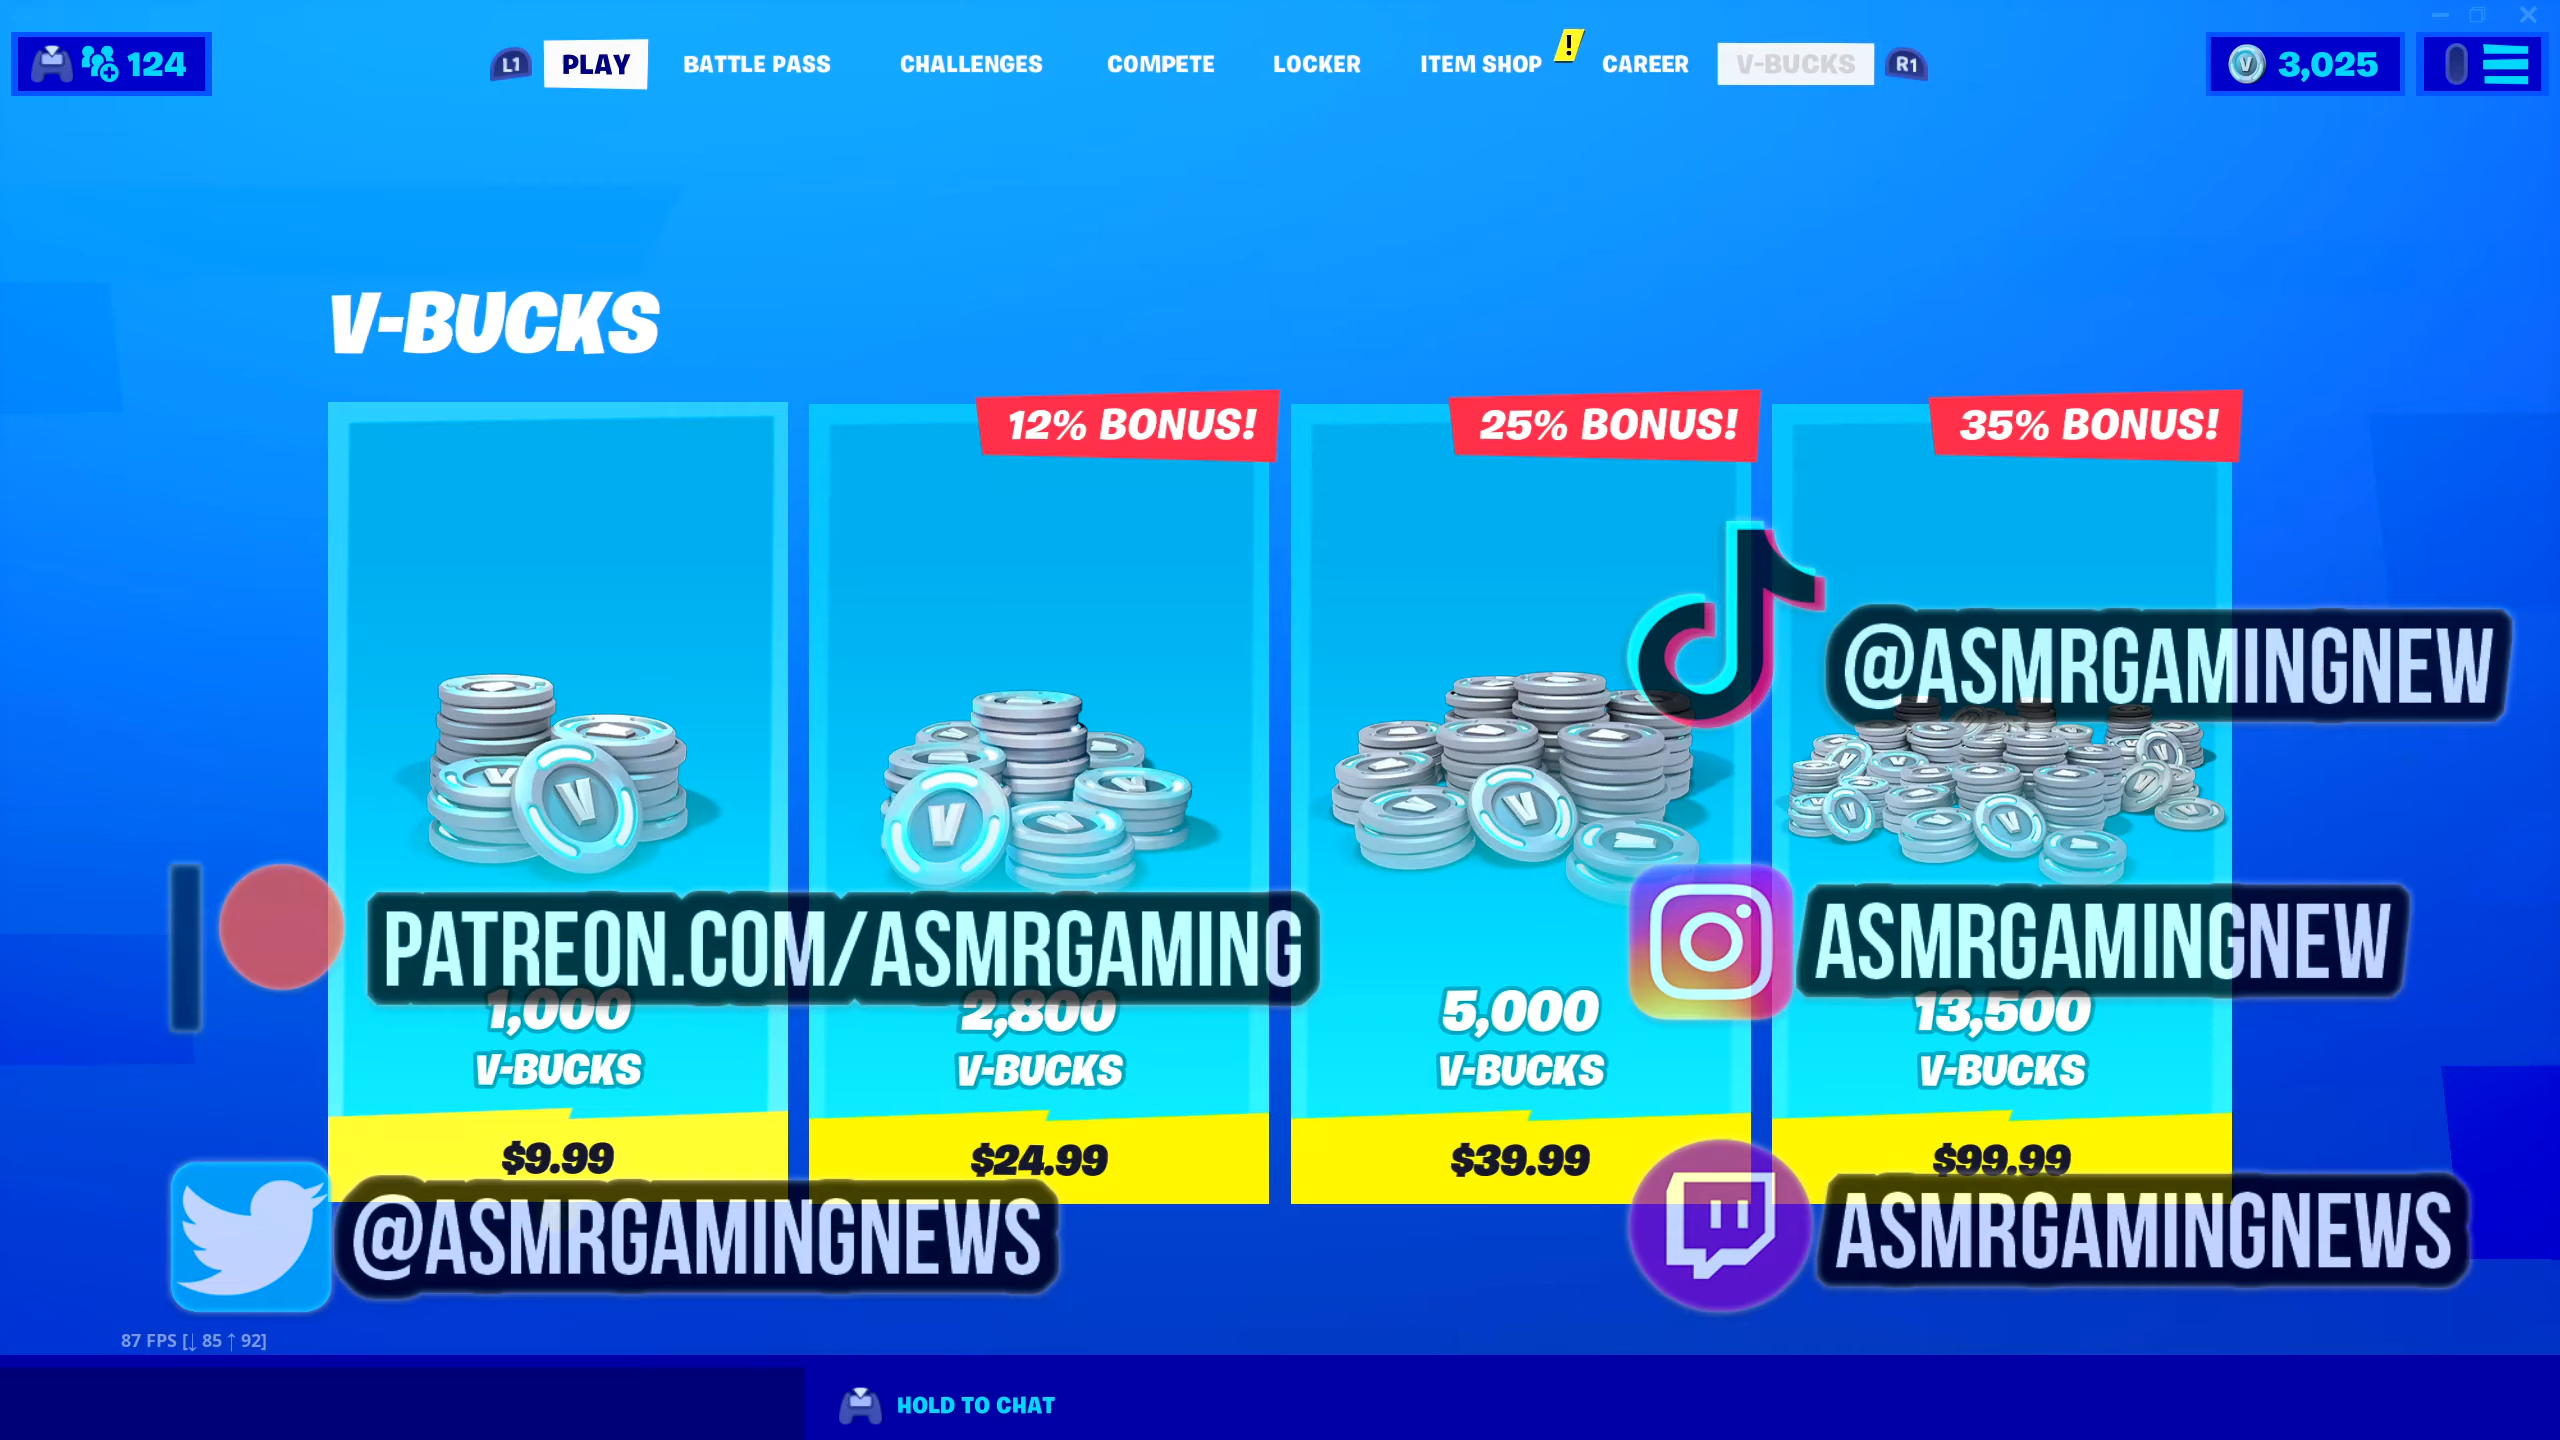 124
L1
PLAY
BATTLE PASS
CHALLENGES
COMPETE
LOCKER
ITEM SHOP
!
CAREER
V-BUCKS
R1
3,025
V-BUCKS
12% BONUS!
25% BONUS!
35% BONUS!
@ASMRGAMINGNEW
PATREON.COM/ASMRGAMING
ASMRGAMINGNEW
1,000
V-BUCKS
2,800
V-BUCKS
5,000
V-BUCKS
13,500
V-BUCKS
$9.99
$24.99
$39.99
$99.99
@ASMRGAMINGNEWS
ASMRGAMINGNEWS
87 FPS [↓ 85 ↑ 92]
HOLD TO CHAT